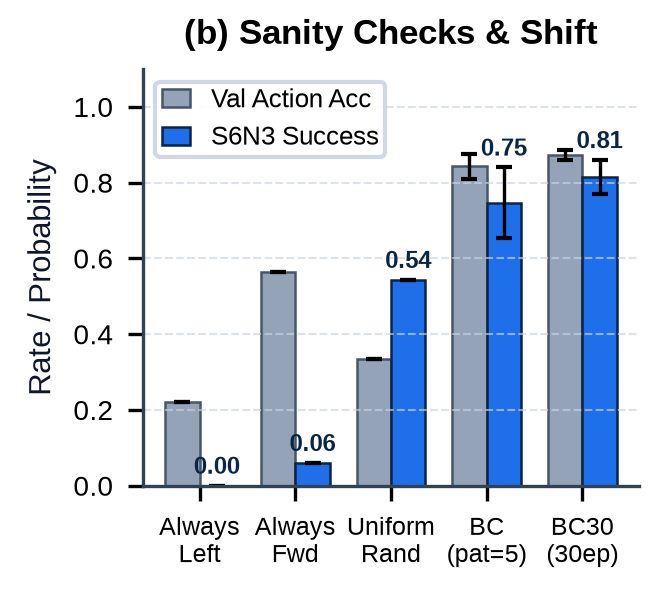 (b) Sanity Checks & Shift
Val Action Acc
S6N3 Success
Rate / Probability
1.0
0.8
0.6
0.4
0.2
0.0
0.00
0.06
0.54
0.75
0.81
Always Left
Always Fwd
Uniform Rand
BC (pat=5)
BC30 (30ep)